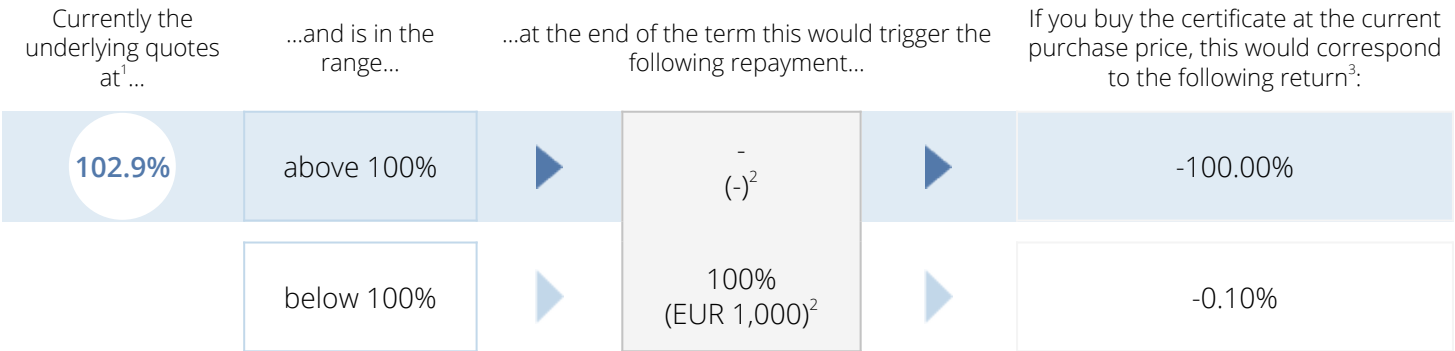 Currently the
underlying quotes
at¹...
...and is in the
range...
...at the end of the term this would trigger the
following repayment...
If you buy the certificate at the current
purchase price, this would correspond
to the following return³:
102.9%
above 100%
-
(-)²
-100.00%
below 100%
100%
(EUR 1,000)²
-0.10%